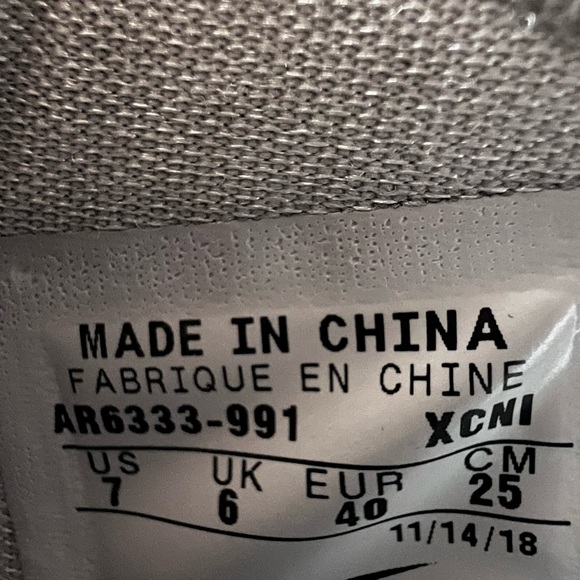 MADE IN CHINA
FABRIQUE EN CHINE
AR6333-991 XCNI
US UK EUR CM
7 6 40 25
11/14/18